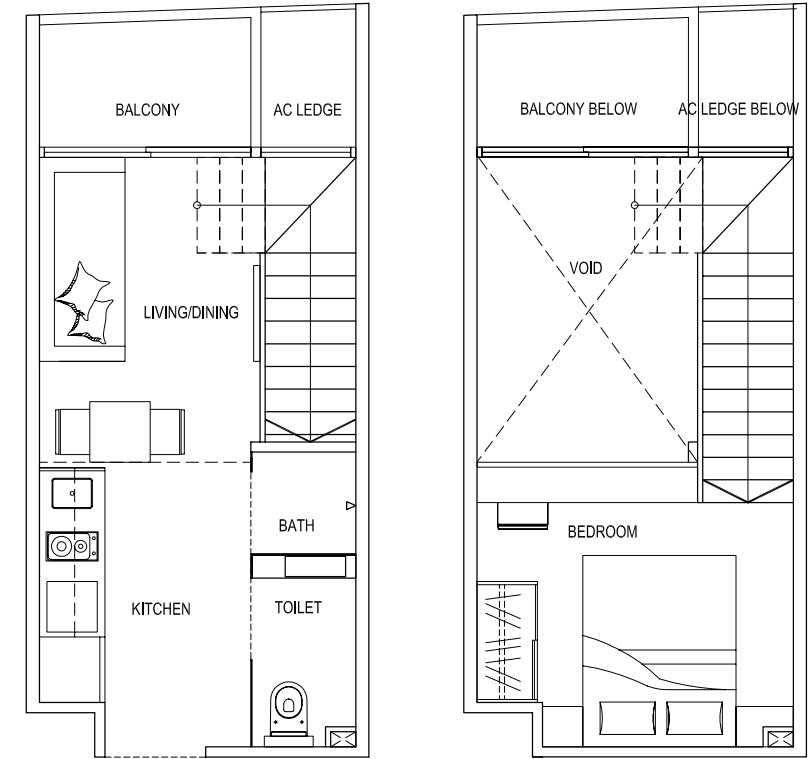 BALCONY
AC LEDGE
LIVING/DINING
BATH
KITCHEN
TOILET
BALCONY BELOW
AC LEDGE BELOW
VOID
BEDROOM